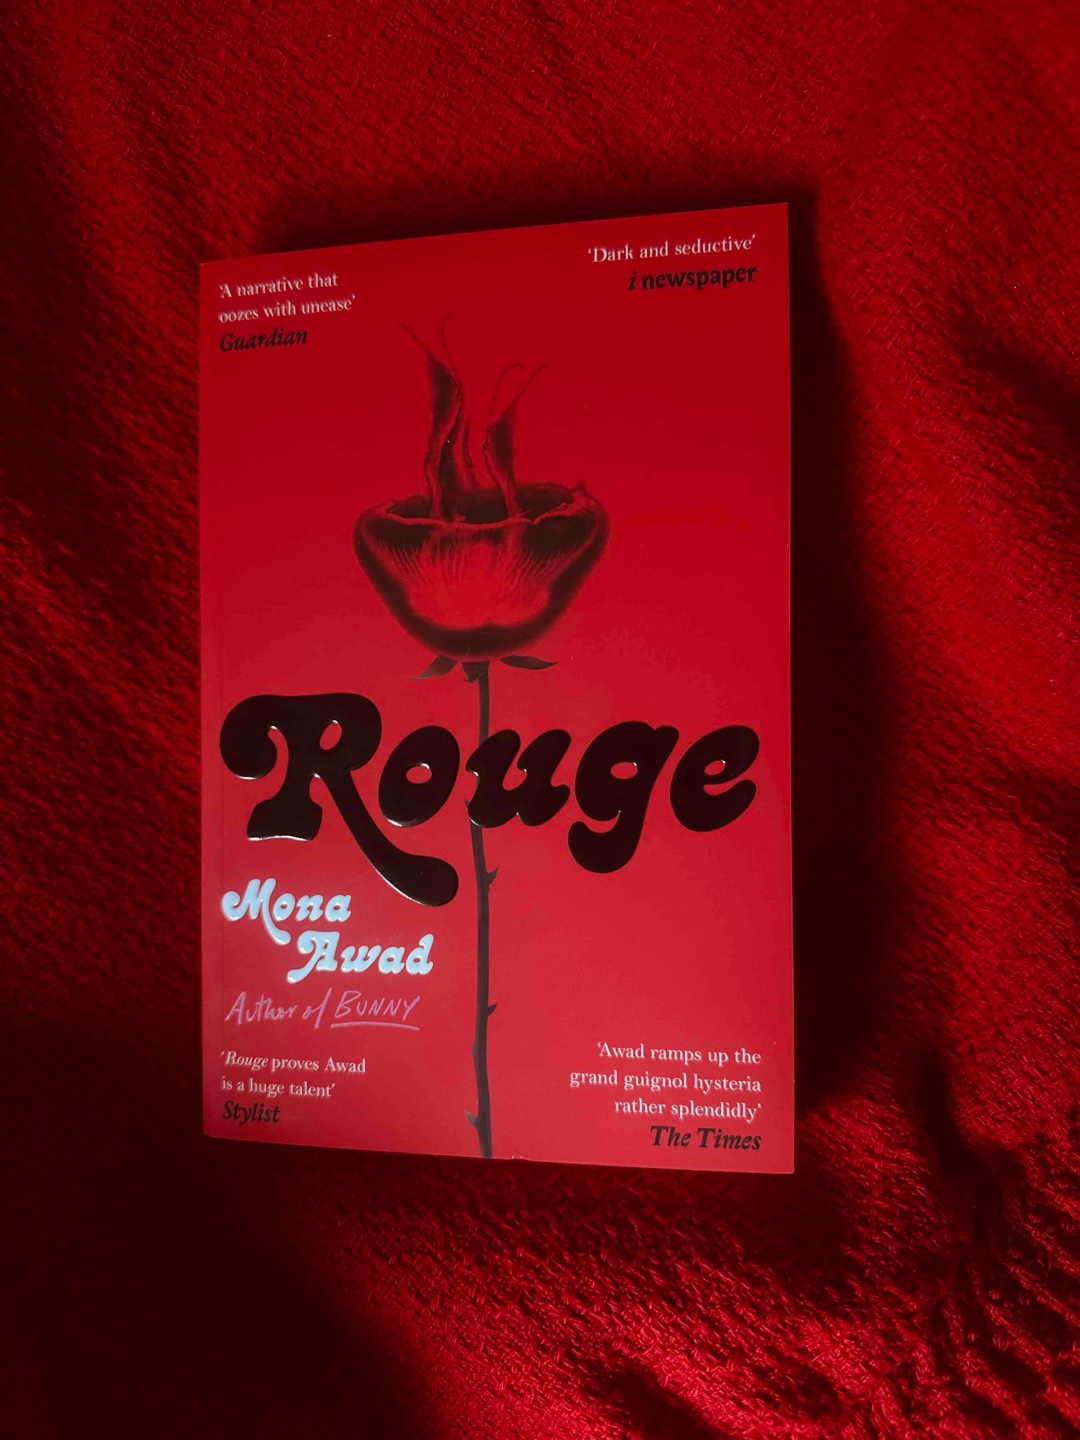 'A narrative that
oozes with unease'
Guardian
'Dark and seductive'
i newspaper
Rouge
Mona
Awad
Author of BUNNY
'Rouge proves Awad
is a huge talent'
Stylist
'Awad ramps up the
grand guignol hysteria
rather splendidly'
The Times